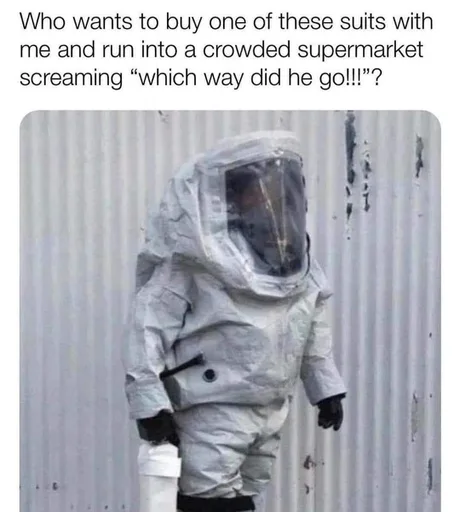 Who wants to buy one of these suits with
me and run into a crowded supermarket
screaming “which way did he go!!!”?